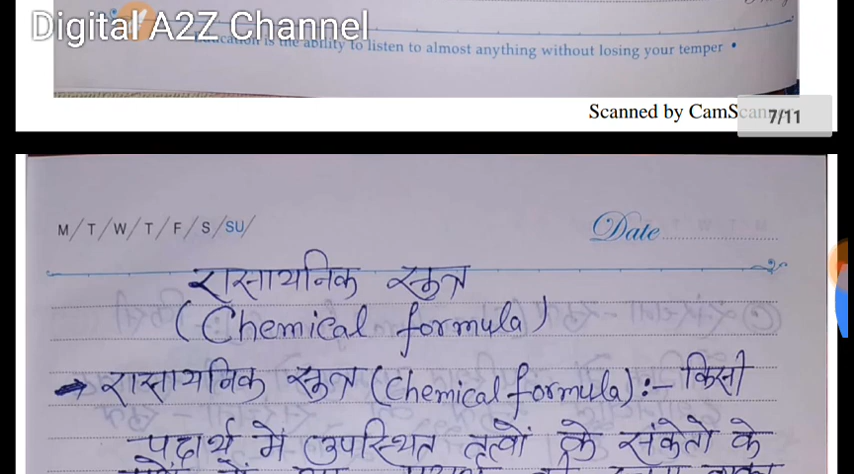 Digital A2Z Channel
Education is the ability to listen to almost anything without losing your temper •
Scanned by CamScanner
7/11
M/T/W/T/F/S/SU/
Date
रासायनिक सूत्र
(Chemical formula)
→ रासायनिक सूत्र (Chemical formula):- किसी
पदार्थ में उपस्थित तत्वों के संकेतो के